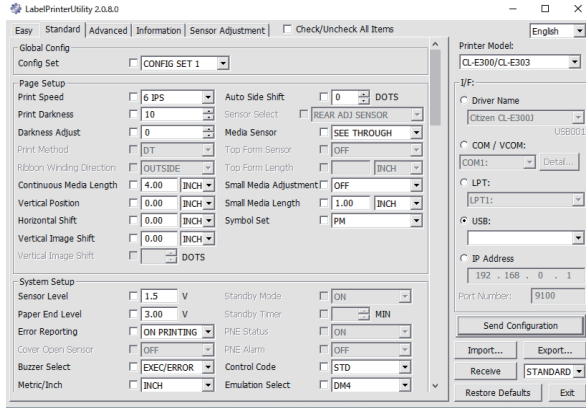 LabelPrinterUtility 2.0.8.0
Easy Standard Advanced Information Sensor Adjustment Check/Uncheck All Items English
Global Config
Config Set CONFIG SET 1
Page Setup
Print Speed 6 IPS Auto Side Shift 0 DOTS
Print Darkness 10 Sensor Select REAR ADJ SENSOR
Darkness Adjust 0 Media Sensor SEE THROUGH
Print Method DT Top Form Sensor OFF
Ribbon Winding Direction OUTSIDE Top Form Length INCH
Continuous Media Length 4.00 INCH Small Media Adjustment OFF
Vertical Position 0.00 INCH Small Media Length 1.00 INCH
Horizontal Shift 0.00 INCH Symbol Set PM
Vertical Image Shift 0.00 INCH
Vertical Image Shift DOTS
System Setup
Sensor Level 1.5 V Standby Mode ON
Paper End Level 3.00 V Standby Timer MIN
Error Reporting ON PRINTING PNE Status ON
Cover Open Sensor OFF PNE Alarm OFF
Buzzer Select EXEC/ERROR Control Code STD
Metric/Inch INCH Emulation Select DM4
Printer Model:
CL-E300/CL-E303
I/F:
Driver Name
Citizen CL-E300J
USB001
COM / VCOM:
COM1: Detail...
LPT:
LPT1:
USB:
IP Address
192 . 168 . 0 . 1
Port Number: 9100
Send Configuration
Import... Export...
Receive STANDARD
Restore Defaults Exit